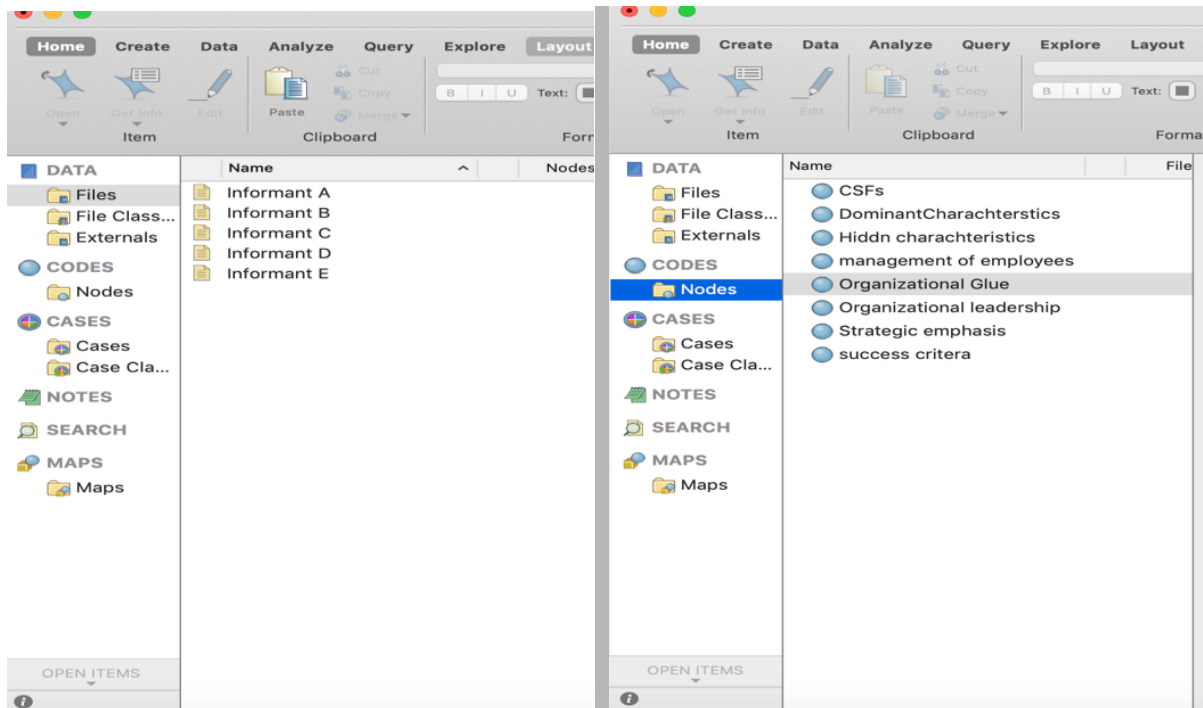 Home Create Data Analyze Query Explore Layout
Open Get Info Edit Paste Cut
Copy
Merge
B I U Text:
Item Clipboard Form
DATA
Files
File Class...
Externals
CODES
Nodes
CASES
Cases
Case Cla...
NOTES
SEARCH
MAPS
Maps
OPEN ITEMS
Name Nodes
Informant A
Informant B
Informant C
Informant D
Informant E
Home Create Data Analyze Query Explore Layout
Open Get Info Edit Paste Cut
Copy
Merge
B I U Text:
Item Clipboard Forma
DATA
Files
File Class...
Externals
CODES
Nodes
CASES
Cases
Case Cla...
NOTES
SEARCH
MAPS
Maps
OPEN ITEMS
Name File
CSFs
DominantCharachterstics
Hiddn charachteristics
management of employees
Organizational Glue
Organizational leadership
Strategic emphasis
success critera